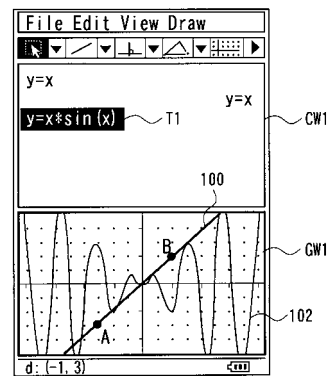 File Edit View Draw
y=x
y=x
y=x*sin(x)
T1
CW1
100
B
GW1
A
102
d: (-1, 3)